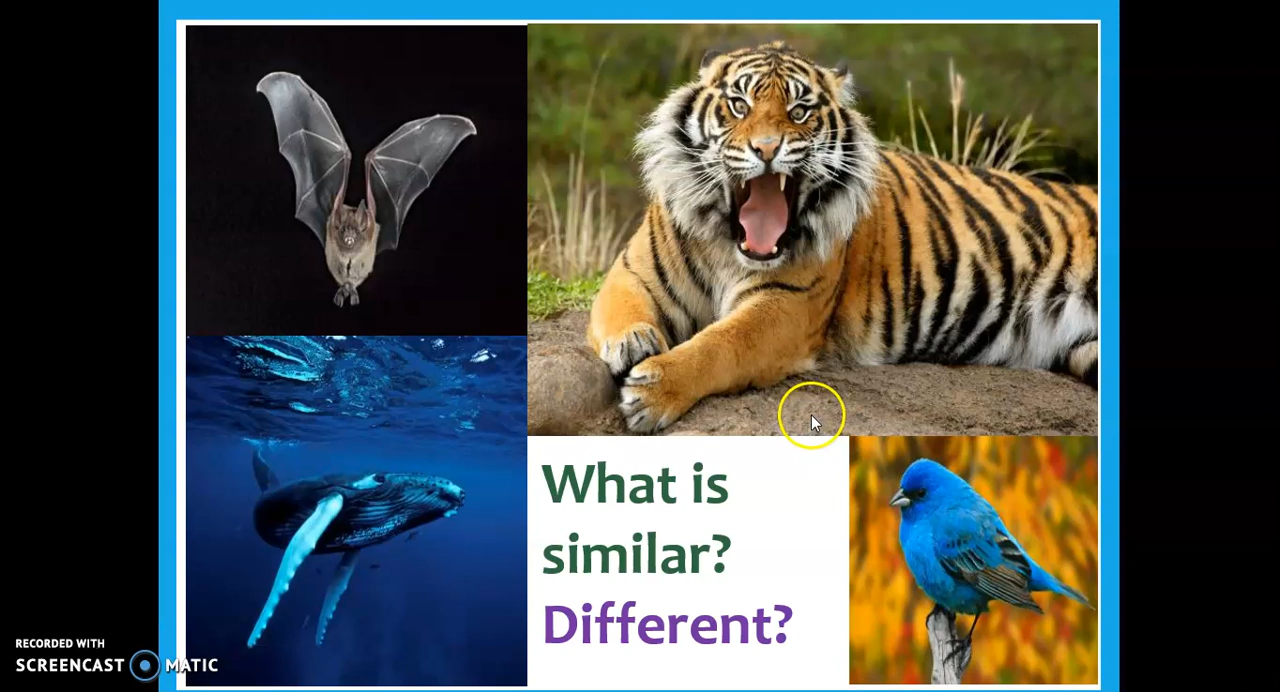 What is
similar?
Different?
RECORDED WITH
SCREENCAST MATIC